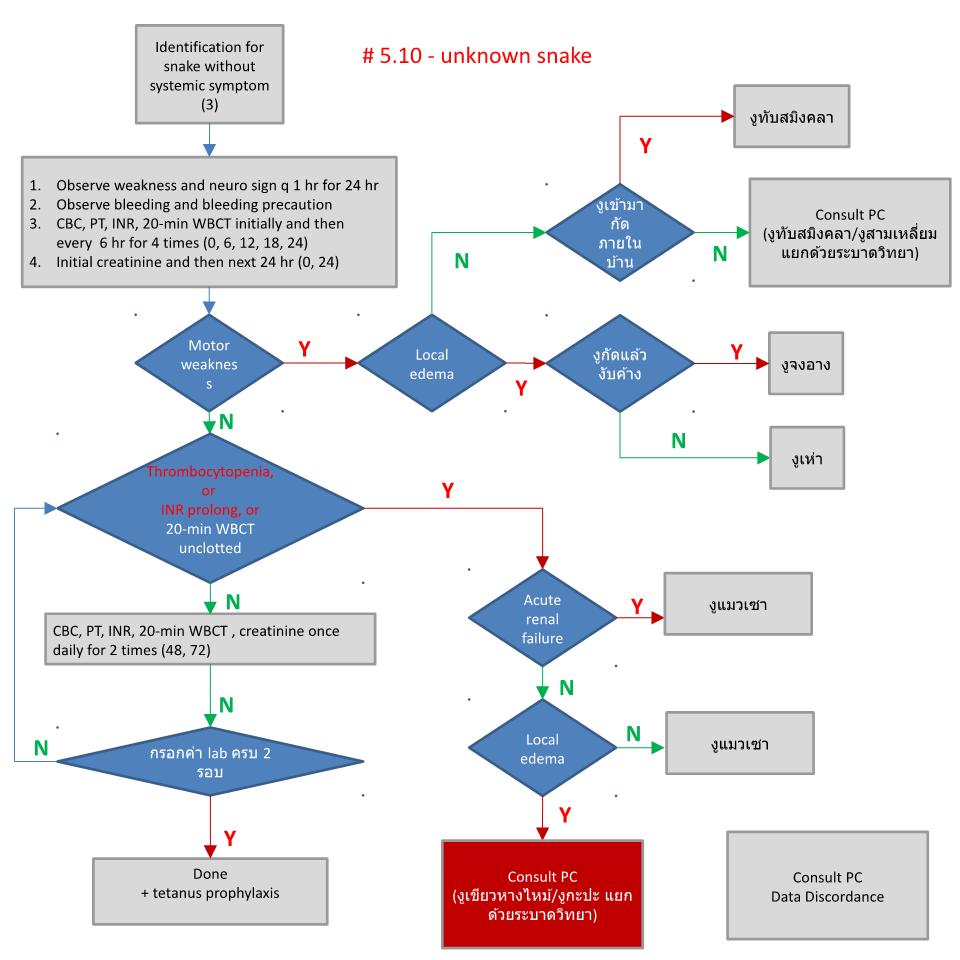 # 5.10 - unknown snake
Identification for
snake without
systemic symptom
(3)
1. Observe weakness and neuro sign q 1 hr for 24 hr
2. Observe bleeding and bleeding precaution
3. CBC, PT, INR, 20-min WBCT initially and then
every 6 hr for 4 times (0, 6, 12, 18, 24)
4. Initial creatinine and then next 24 hr (0, 24)
Motor
weaknes
s
Y
N
Local
edema
N
Y
งูเข้ามา
กัด
ภายใน
บ้าน
Y
งูทับสมิงคลา
N
Consult PC
(งูทับสมิงคลา/งูสามเหลี่ยม
แยกด้วยระบาดวิทยา)
งูกัดแล้ว
งับค้าง
Y
งูจงอาง
N
งูเห่า
Thrombocytopenia,
or
INR prolong, or
20-min WBCT
unclotted
Y
N
CBC, PT, INR, 20-min WBCT , creatinine once
daily for 2 times (48, 72)
N
กรอกค่า lab ครบ 2
รอบ
N
Y
Done
+ tetanus prophylaxis
Acute
renal
failure
Y
งูแมวเซา
N
Local
edema
N
งูแมวเซา
Y
Consult PC
(งูเขียวหางไหม้/งูกะปะ แยก
ด้วยระบาดวิทยา)
Consult PC
Data Discordance